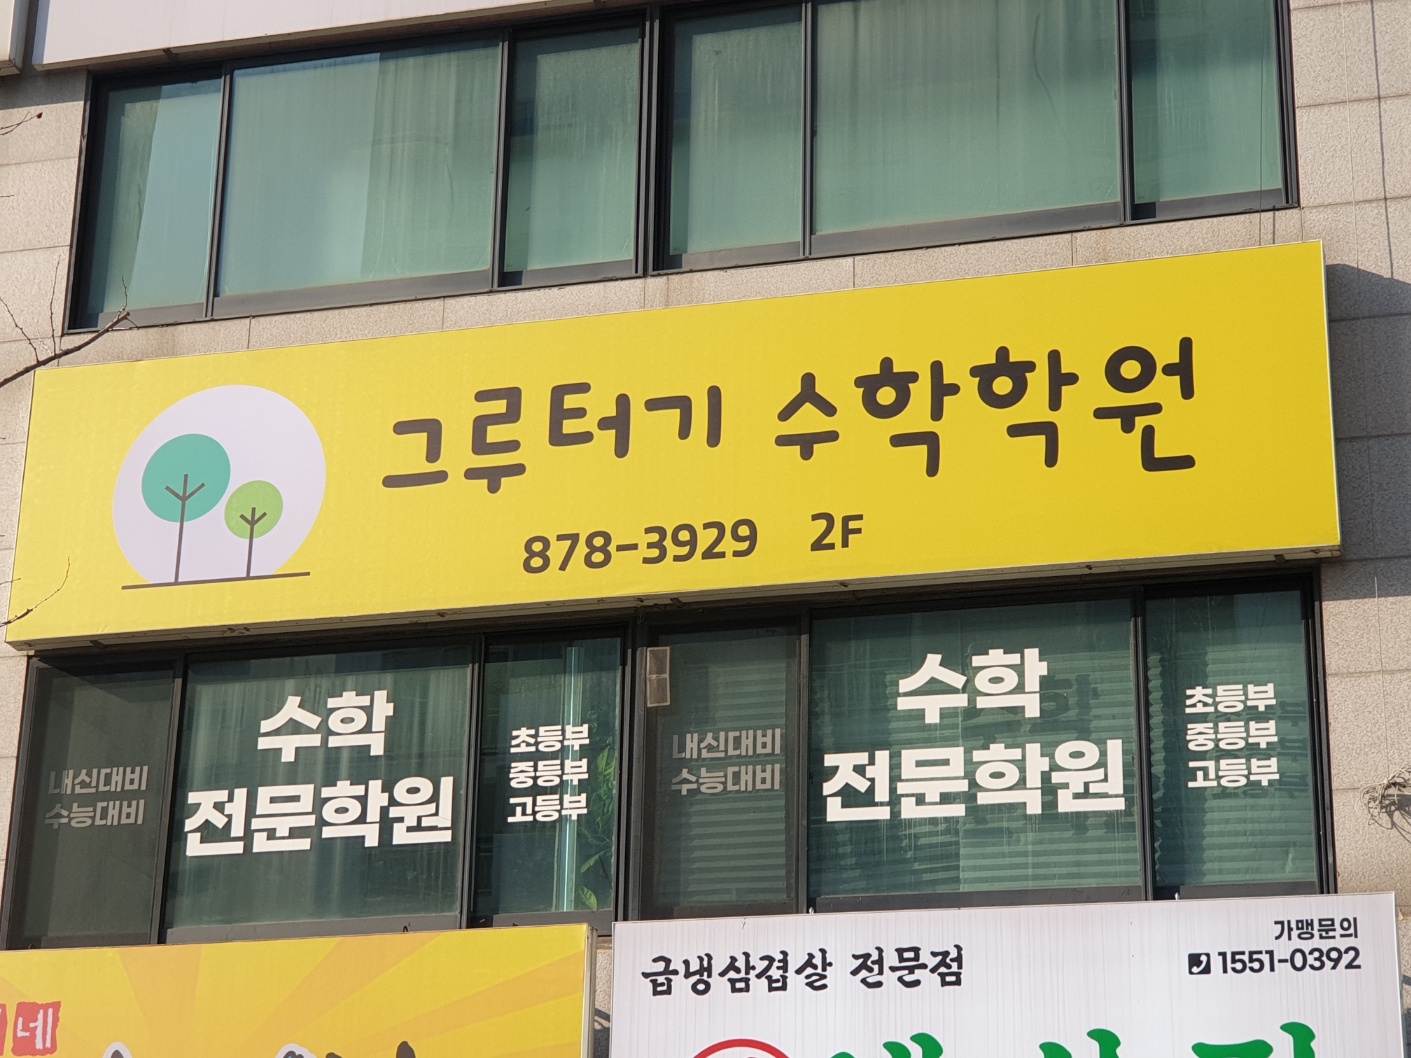 그루터기 수학학원
878-3929 2F
내신대비
수능대비
수학
전문학원
초등부
중등부
고등부
내신대비
수능대비
수학
전문학원
초등부
중등부
고등부
네
급냉삼겹살 전문점
가맹문의
1551-0392